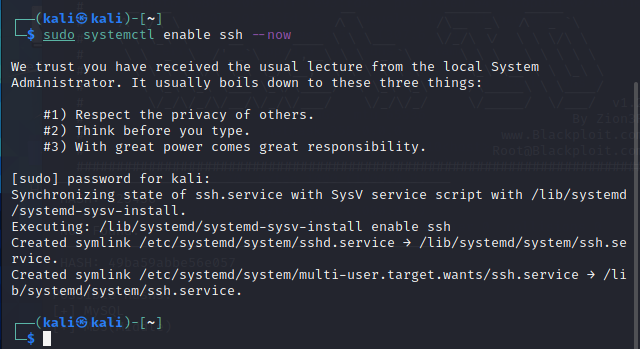 ┌──(kali㉿kali)-[~]
└─$ sudo systemctl enable ssh --now
We trust you have received the usual lecture from the local System
Administrator. It usually boils down to these three things:
#1) Respect the privacy of others.
#2) Think before you type.
#3) With great power comes great responsibility.
[sudo] password for kali:
Synchronizing state of ssh.service with SysV service script with /lib/systemd
/systemd-sysv-install.
Executing: /lib/systemd/systemd-sysv-install enable ssh
Created symlink /etc/systemd/system/sshd.service → /lib/systemd/system/ssh.se
rvice.
Created symlink /etc/systemd/system/multi-user.target.wants/ssh.service → /li
b/systemd/system/ssh.service.
┌──(kali㉿kali)-[~]
└─$